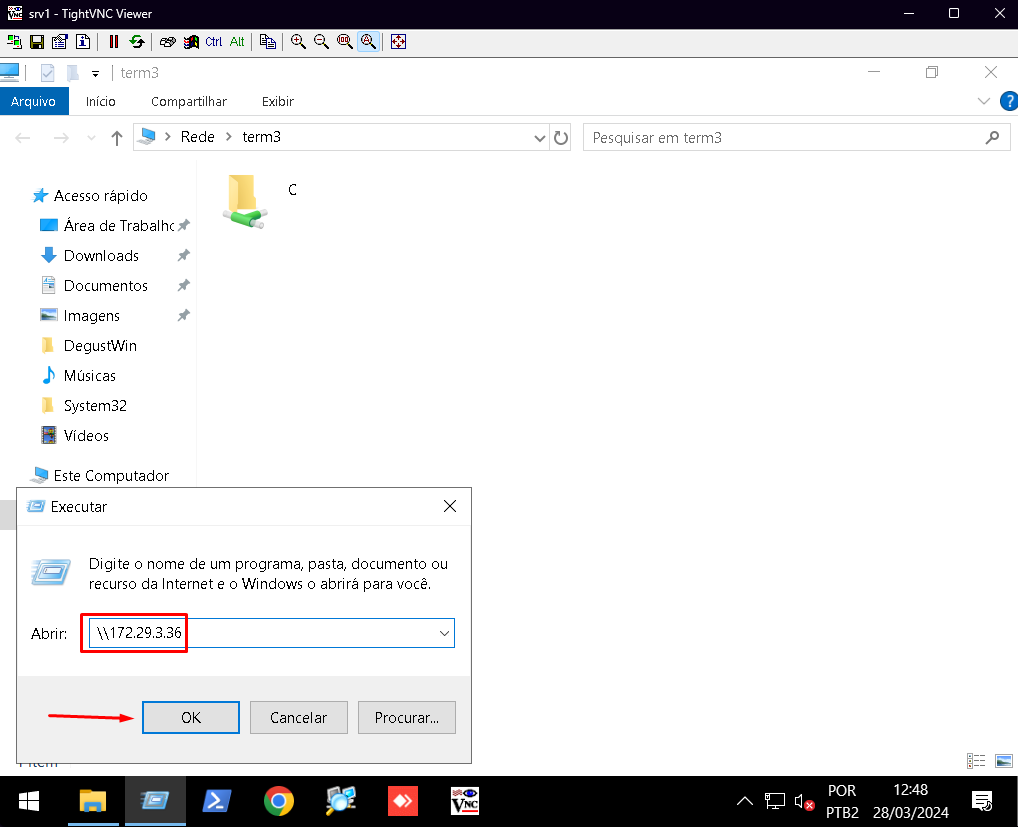 srv1 - TightVNC Viewer
Ctrl Alt
term3
Arquivo Início Compartilhar Exibir
Rede > term3
Pesquisar em term3
C
Acesso rápido
Área de Trabalho
Downloads
Documentos
Imagens
DegustWin
Músicas
System32
Vídeos
Este Computador
Executar
Digite o nome de um programa, pasta, documento ou
recurso da Internet e o Windows o abrirá para você.
Abrir: \\172.29.3.36
OK Cancelar Procurar...
1 item
VNC
POR 12:48
PTB2 28/03/2024